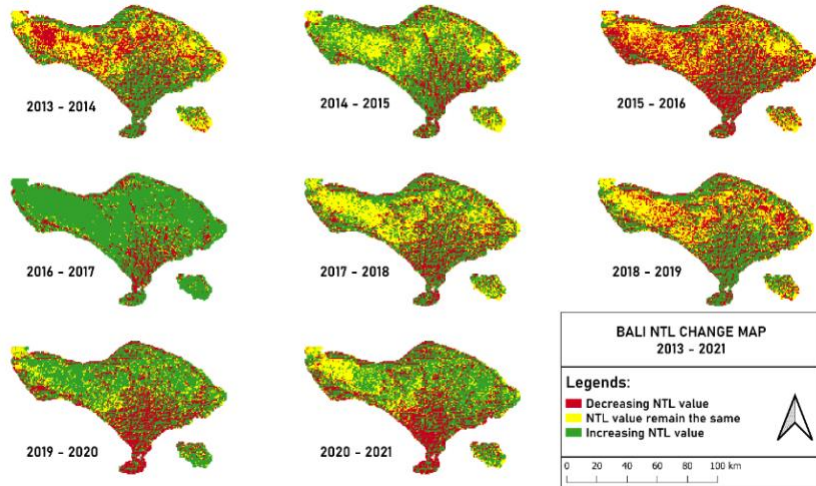 2013 - 2014
2014 - 2015
2015 - 2016
2016 - 2017
2017 - 2018
2018 - 2019
2019 - 2020
2020 - 2021
BALI NTL CHANGE MAP
2013 - 2021
Legends:
Decreasing NTL value
NTL value remain the same
Increasing NTL value
0 20 40 60 80 100 km